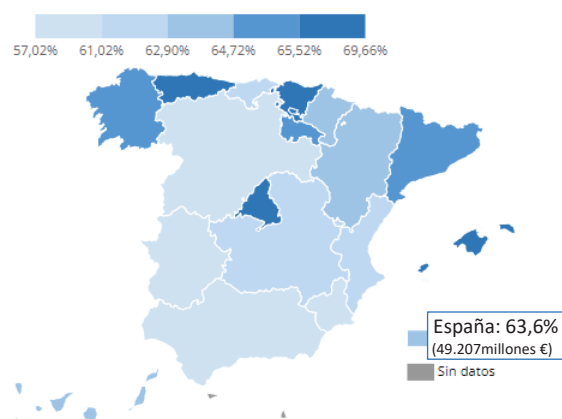 57,02% 61,02% 62,90% 64,72% 65,52% 69,66%
España: 63,6%
(49.207millones €)
Sin datos